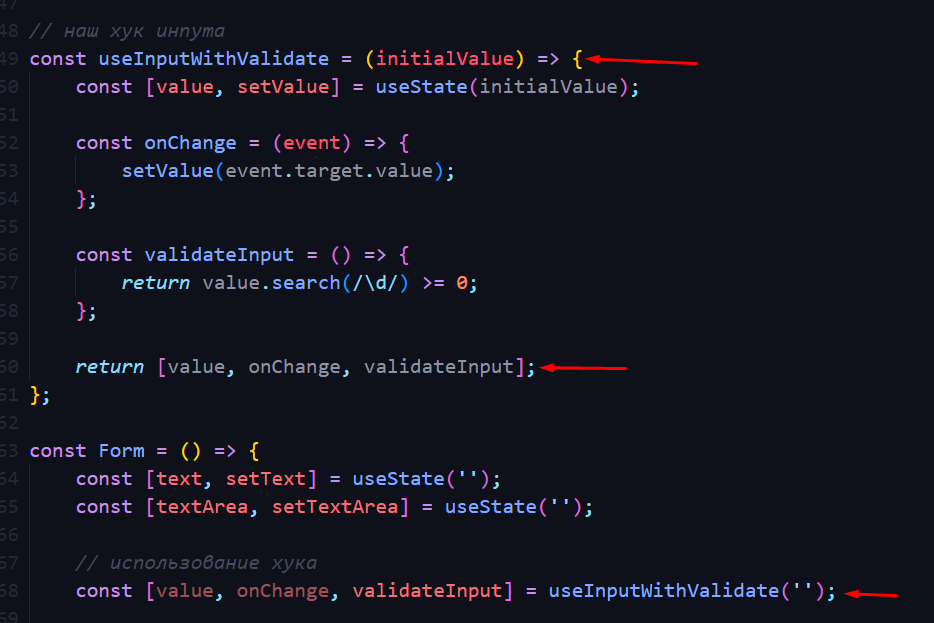 47
48 // наш хук инпута
49 const useInputWithValidate = (initialValue) => {
50 const [value, setValue] = useState(initialValue);
51
52 const onChange = (event) => {
53 setValue(event.target.value);
54 };
55
56 const validateInput = () => {
57 return value.search(/\d/) >= 0;
58 };
59
60 return [value, onChange, validateInput];
61 };
62
63 const Form = () => {
64 const [text, setText] = useState('');
65 const [textArea, setTextArea] = useState('');
66
67 // использование хука
68 const [value, onChange, validateInput] = useInputWithValidate('');
69